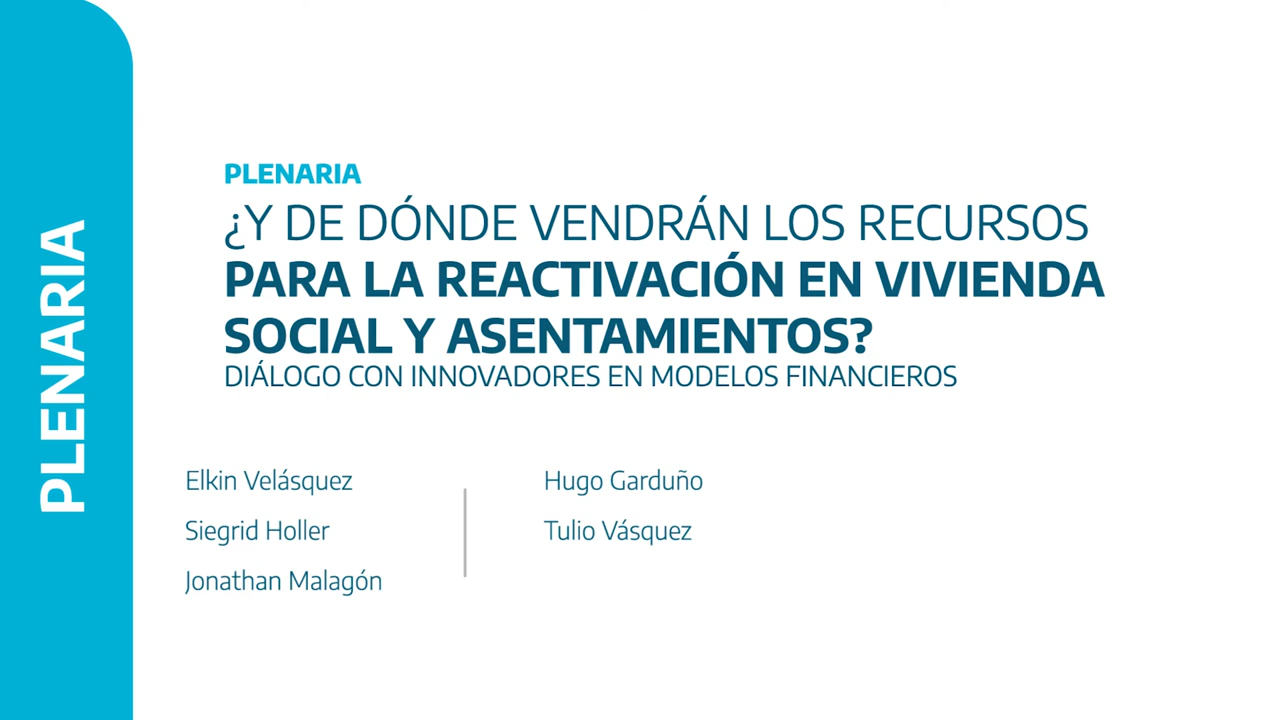 PLENARIA
PLENARIA
¿Y DE DÓNDE VENDRÁN LOS RECURSOS
PARA LA REACTIVACIÓN EN VIVIENDA
SOCIAL Y ASENTAMIENTOS?
DIÁLOGO CON INNOVADORES EN MODELOS FINANCIEROS
Elkin Velásquez
Siegrid Holler
Jonathan Malagón
Hugo Garduño
Tulio Vásquez